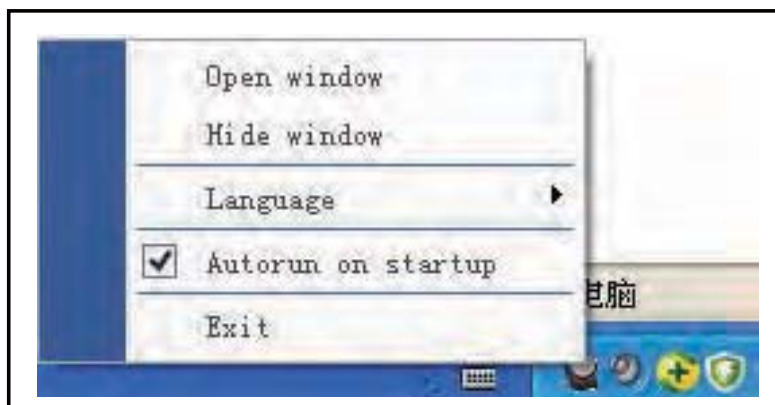 Open window
Hide window
Language
Autorun on startup
Exit
电脑